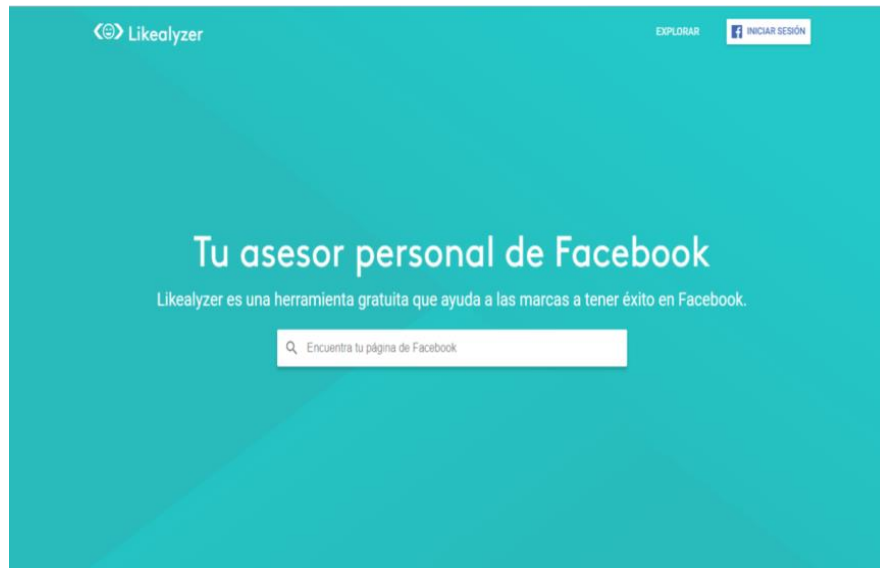 Likealyzer
EXPLORAR
INICIAR SESIÓN
Tu asesor personal de Facebook
Likealyzer es una herramienta gratuita que ayuda a las marcas a tener éxito en Facebook.
Encuentra tu página de Facebook